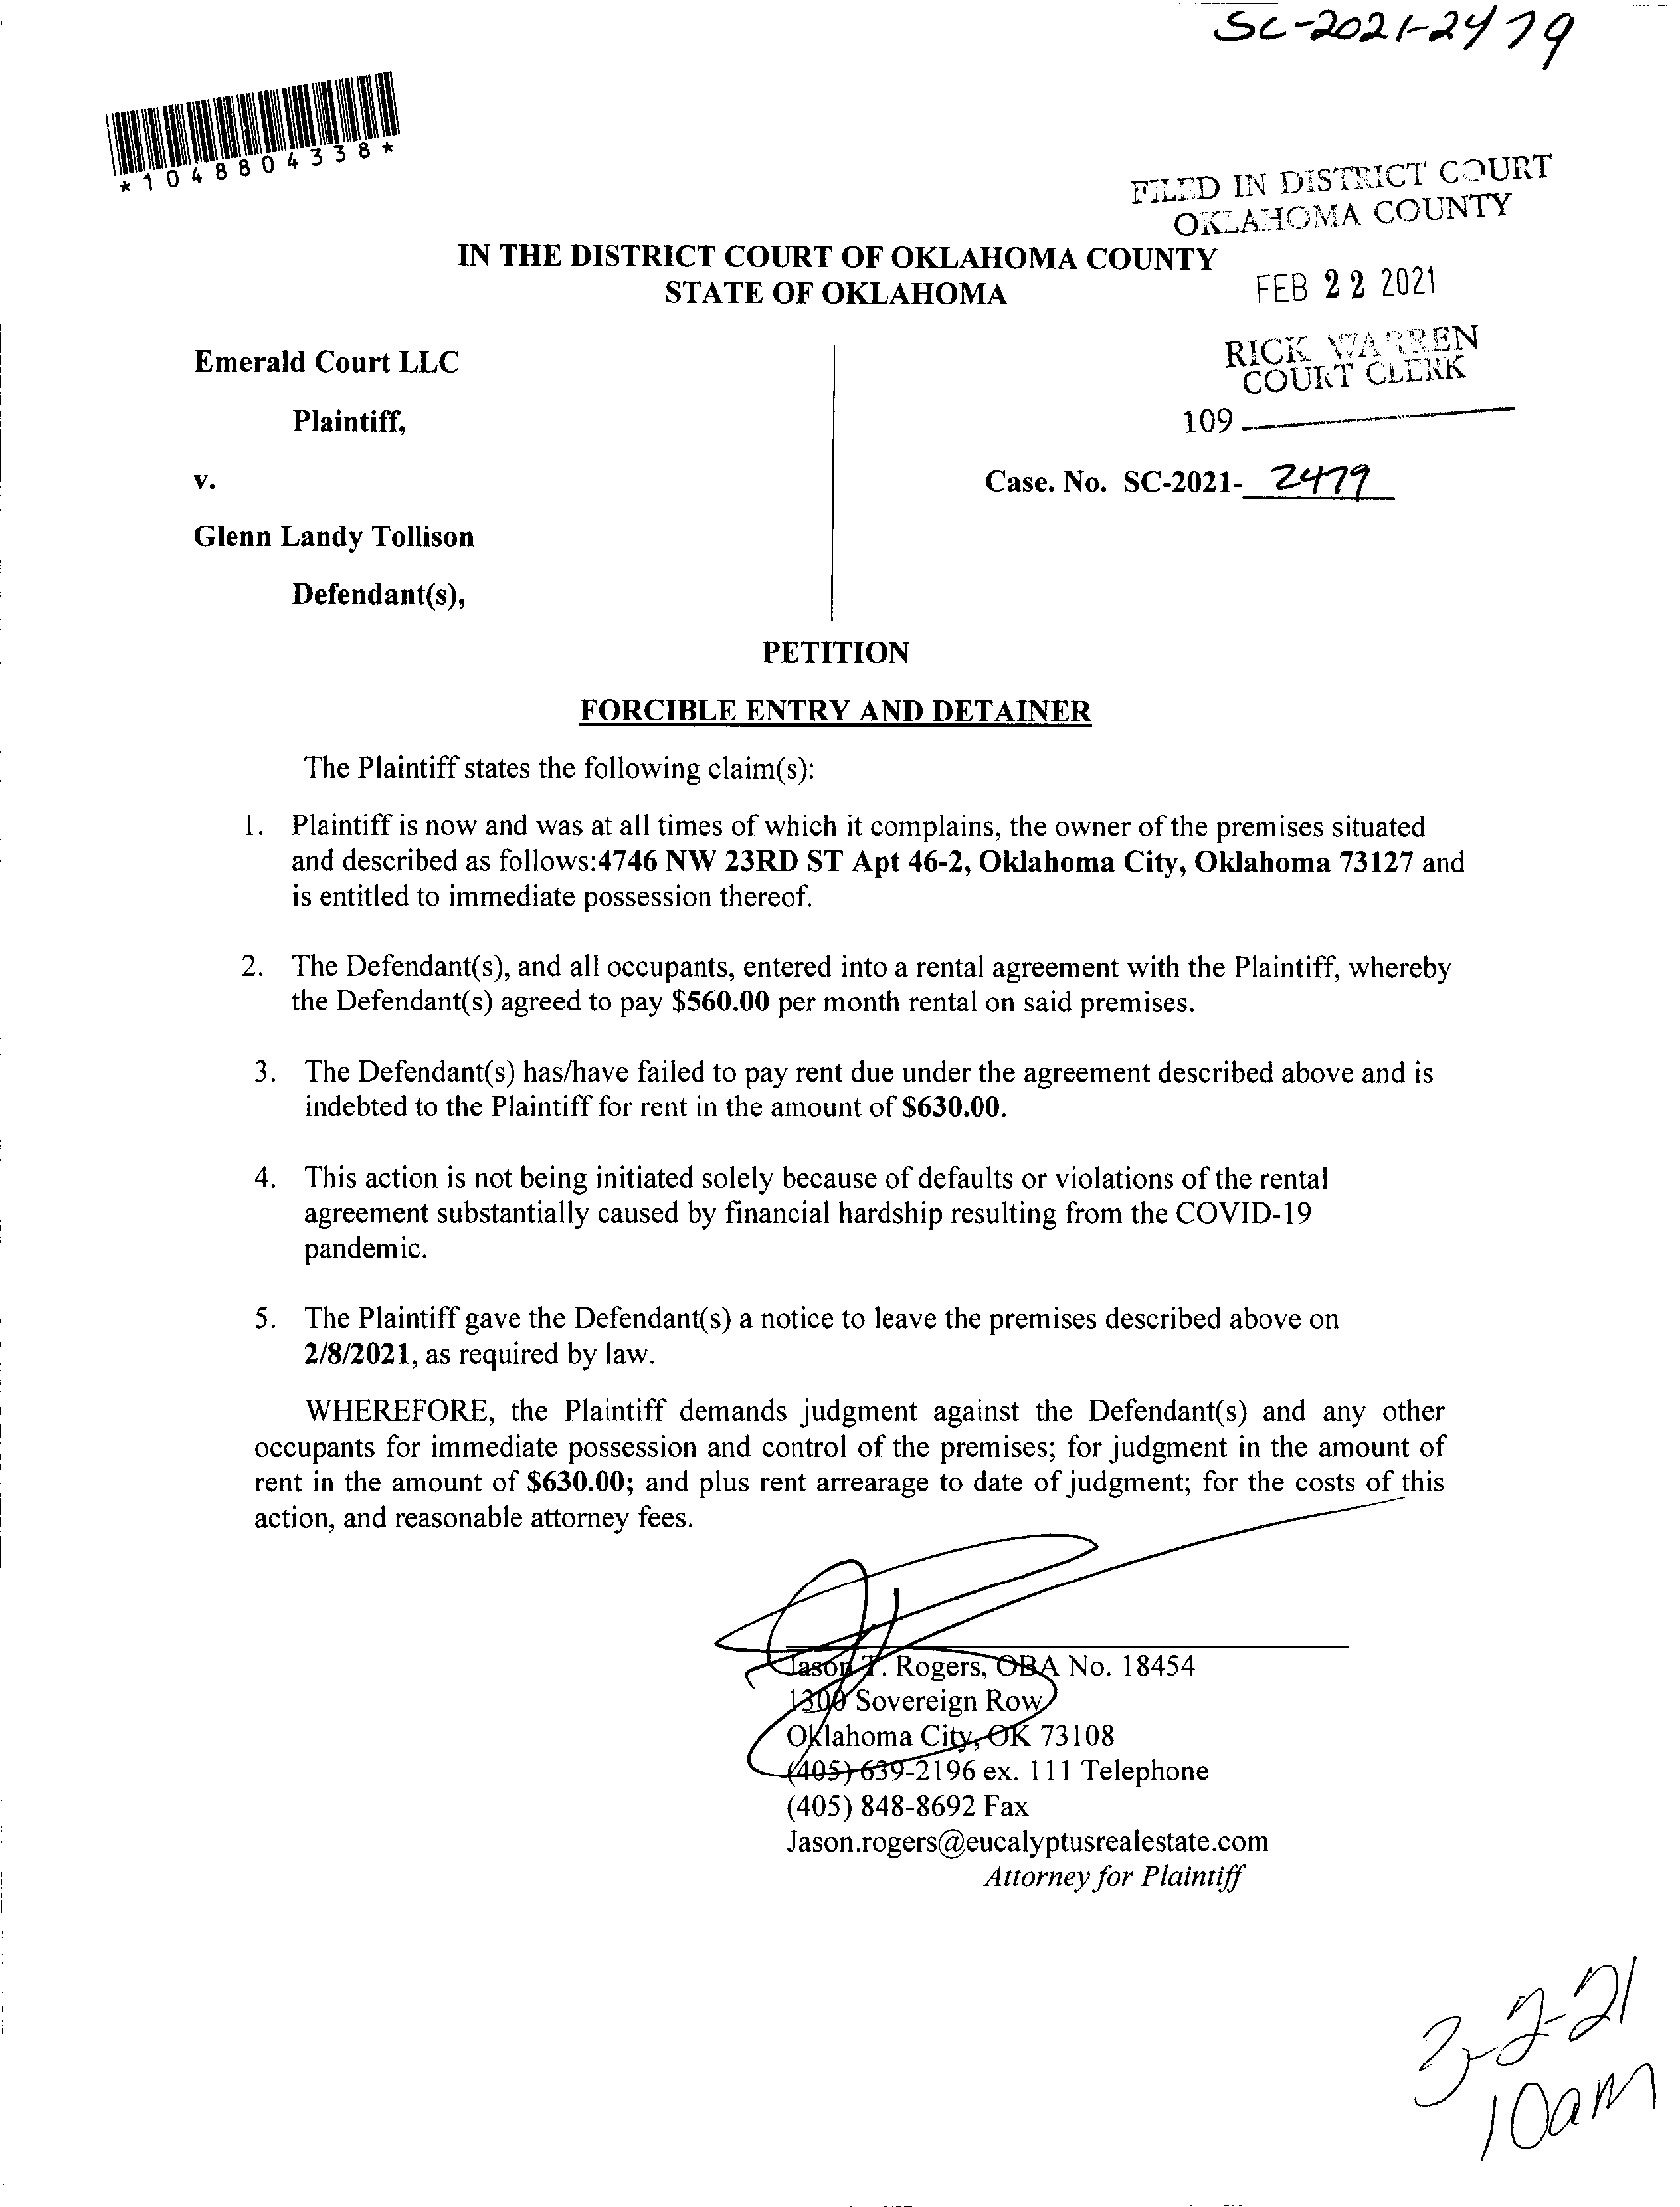 SC-2021-2479
*1048804338*
FILED IN DISTRICT COURT
OKLAHOMA COUNTY
IN THE DISTRICT COURT OF OKLAHOMA COUNTY
STATE OF OKLAHOMA
FEB 22 2021
RICK WARREN
COURT CLERK
109
Emerald Court LLC
Plaintiff,
v.
Case. No. SC-2021- 2479
Glenn Landy Tollison
Defendant(s),
PETITION
FORCIBLE ENTRY AND DETAINER
The Plaintiff states the following claim(s):
1. Plaintiff is now and was at all times of which it complains, the owner of the premises situated
and described as follows:4746 NW 23RD ST Apt 46-2, Oklahoma City, Oklahoma 73127 and
is entitled to immediate possession thereof.
2. The Defendant(s), and all occupants, entered into a rental agreement with the Plaintiff, whereby
the Defendant(s) agreed to pay $560.00 per month rental on said premises.
3. The Defendant(s) has/have failed to pay rent due under the agreement described above and is
indebted to the Plaintiff for rent in the amount of $630.00.
4. This action is not being initiated solely because of defaults or violations of the rental
agreement substantially caused by financial hardship resulting from the COVID-19
pandemic.
5. The Plaintiff gave the Defendant(s) a notice to leave the premises described above on
2/8/2021, as required by law.
WHEREFORE, the Plaintiff demands judgment against the Defendant(s) and any other
occupants for immediate possession and control of the premises; for judgment in the amount of
rent in the amount of $630.00; and plus rent arrearage to date of judgment; for the costs of this
action, and reasonable attorney fees.
Jason T. Rogers, OBA No. 18454
1300 Sovereign Row
Oklahoma City, OK 73108
(405) 639-2196 ex. 111 Telephone
(405) 848-8692 Fax
Jason.rogers@eucalyptusrealestate.com
Attorney for Plaintiff
3-2-21
10am